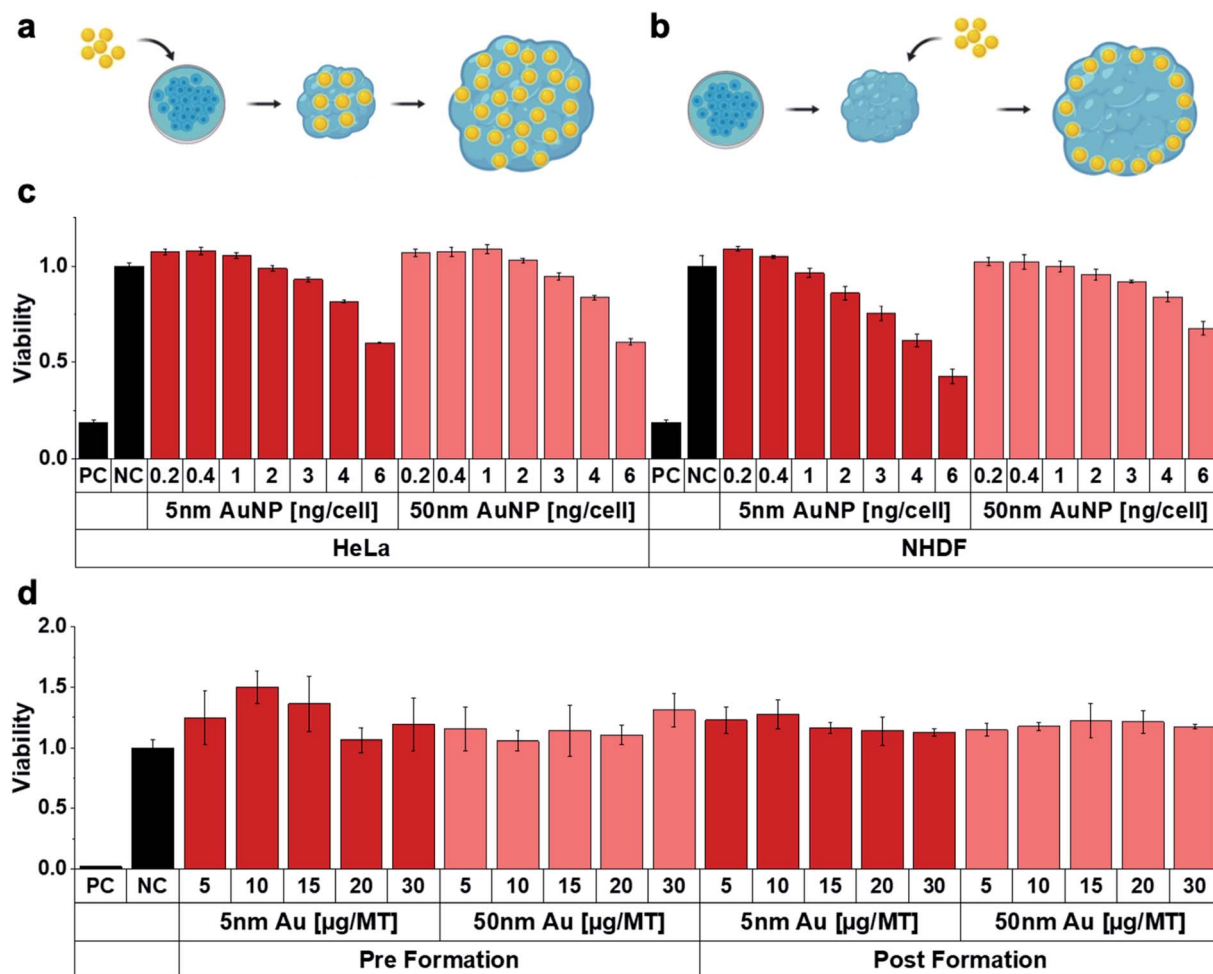 a
b
c
Viability
1.0
0.5
0.0
PC NC 0.2 0.4 1 2 3 4 6 0.2 0.4 1 2 3 4 6 PC NC 0.2 0.4 1 2 3 4 6 0.2 0.4 1 2 3 4 6
5nm AuNP [ng/cell] 50nm AuNP [ng/cell] 5nm AuNP [ng/cell] 50nm AuNP [ng/cell]
HeLa NHDF
d
Viability
2.0
1.5
1.0
0.5
0.0
PC NC 5 10 15 20 30 5 10 15 20 30 5 10 15 20 30 5 10 15 20 30
5nm Au [µg/MT] 50nm Au [µg/MT] 5nm Au [µg/MT] 50nm Au [µg/MT]
Pre Formation Post Formation